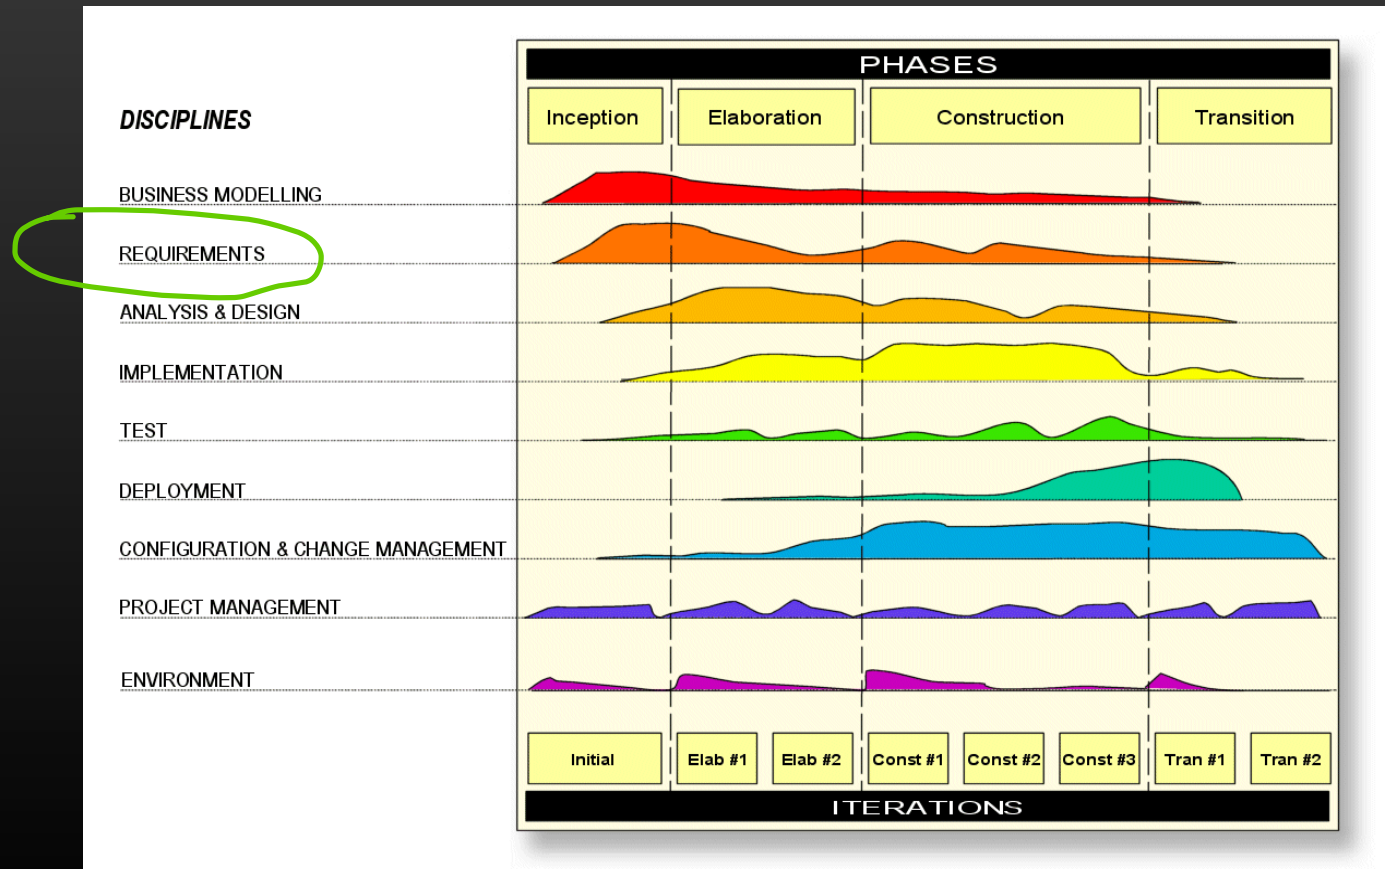 PHASES
DISCIPLINES
Inception
Elaboration
Construction
Transition
BUSINESS MODELLING
REQUIREMENTS
ANALYSIS & DESIGN
IMPLEMENTATION
TEST
DEPLOYMENT
CONFIGURATION & CHANGE MANAGEMENT
PROJECT MANAGEMENT
ENVIRONMENT
Initial
Elab #1
Elab #2
Const #1
Const #2
Const #3
Tran #1
Tran #2
ITERATIONS